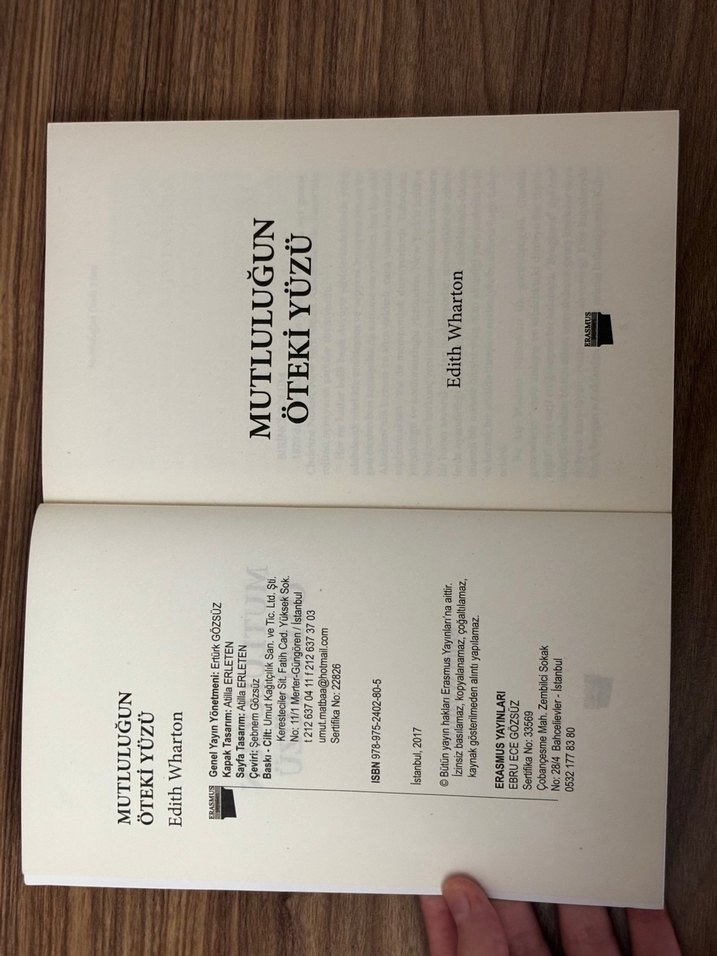 MUTLULUĞUN
ÖTEKİ YÜZÜ
Edith Wharton
ERASMUS
Genel Yayın Yönetmeni: Ertürk GÖZSÜZ
Kapak Tasarım: Atilla ERLETEN
Sayfa Tasarım: Atilla ERLETEN
Çeviri: Şebnem Gözsüz
Baskı - Cilt: Umut Kağıtçılık San. ve Tic. Ltd. Şti.
Keresteciler Sit. Fatih Cad. Yüksek Sok.
No: 11/1 Merter-Güngören / İstanbul
t 212 637 04 11 f 212 637 37 03
umut.matbaa@hotmail.com
Sertifika No: 22826
ISBN 978-975-2402-80-5
İstanbul, 2017
© Bütün yayın hakları Erasmus Yayınları'na aittir.
İzinsiz basılamaz, kopyalanamaz, çoğaltılamaz,
kaynak gösterilmeden alıntı yapılamaz.
ERASMUS YAYINLARI
EBRU ECE GÖZSÜZ
Sertifika No: 33569
Çobançesme Mah. Zembilci Sokak
No: 28/4 Bahcelievler - İstanbul
0532 177 83 80
MUTLULUĞUN
ÖTEKİ YÜZÜ
Edith Wharton
ERASMUS